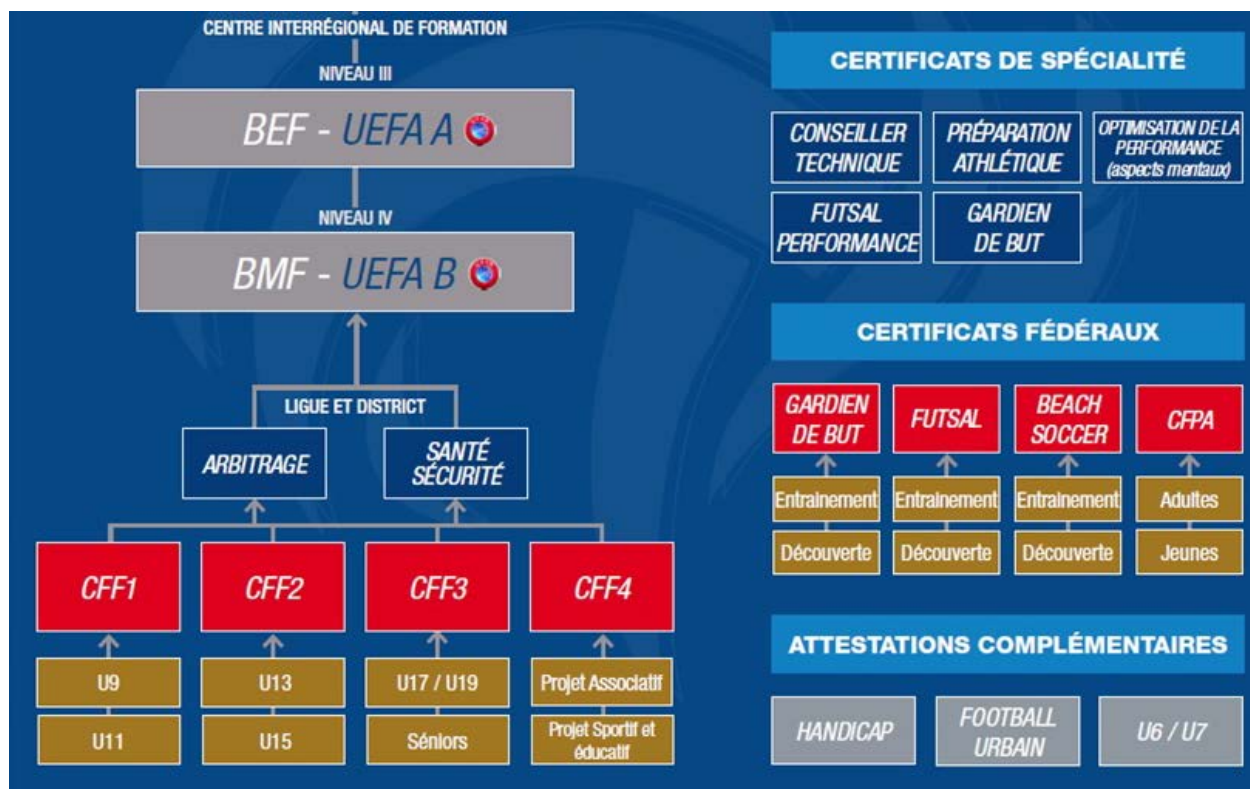 CENTRE INTERRÉGIONAL DE FORMATION
NIVEAU III
BEF - UEFA A
NIVEAU IV
BMF - UEFA B
LIGUE ET DISTRICT
ARBITRAGE
SANTÉ
SÉCURITÉ
CFF1
CFF2
CFF3
CFF4
U9
U13
U17 / U19
Projet Associatif
U11
U15
Séniors
Projet Sportif et
éducatif
CERTIFICATS DE SPÉCIALITÉ
CONSEILLER
TECHNIQUE
PRÉPARATION
ATHLÉTIQUE
OPTIMISATION DE LA
PERFORMANCE
(aspects mentaux)
FUTSAL
PERFORMANCE
GARDIEN
DE BUT
CERTIFICATS FÉDÉRAUX
GARDIEN
DE BUT
FUTSAL
BEACH
SOCCER
CFPA
Entrainement
Entrainement
Entrainement
Adultes
Découverte
Découverte
Découverte
Jeunes
ATTESTATIONS COMPLÉMENTAIRES
HANDICAP
FOOTBALL
URBAIN
U6 / U7